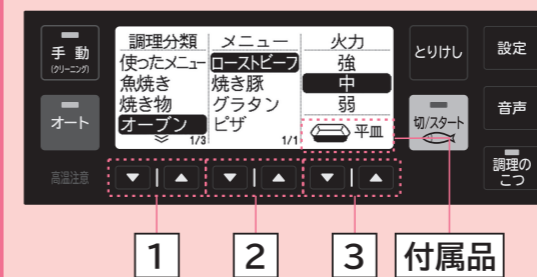 手動
(クリーニング)
オート
高温注意
調理分類
使ったメニュー
魚焼き
焼き物
オーブン
1/3
メニュー
ローストビーフ
焼き豚
グラタン
ピザ
1/1
火力
強
中
弱
平皿
とりけし
切/スタート
設定
音声
調理の
こつ
▼ | ▲
▼ | ▲
▼ | ▲
1
2
3
付属品